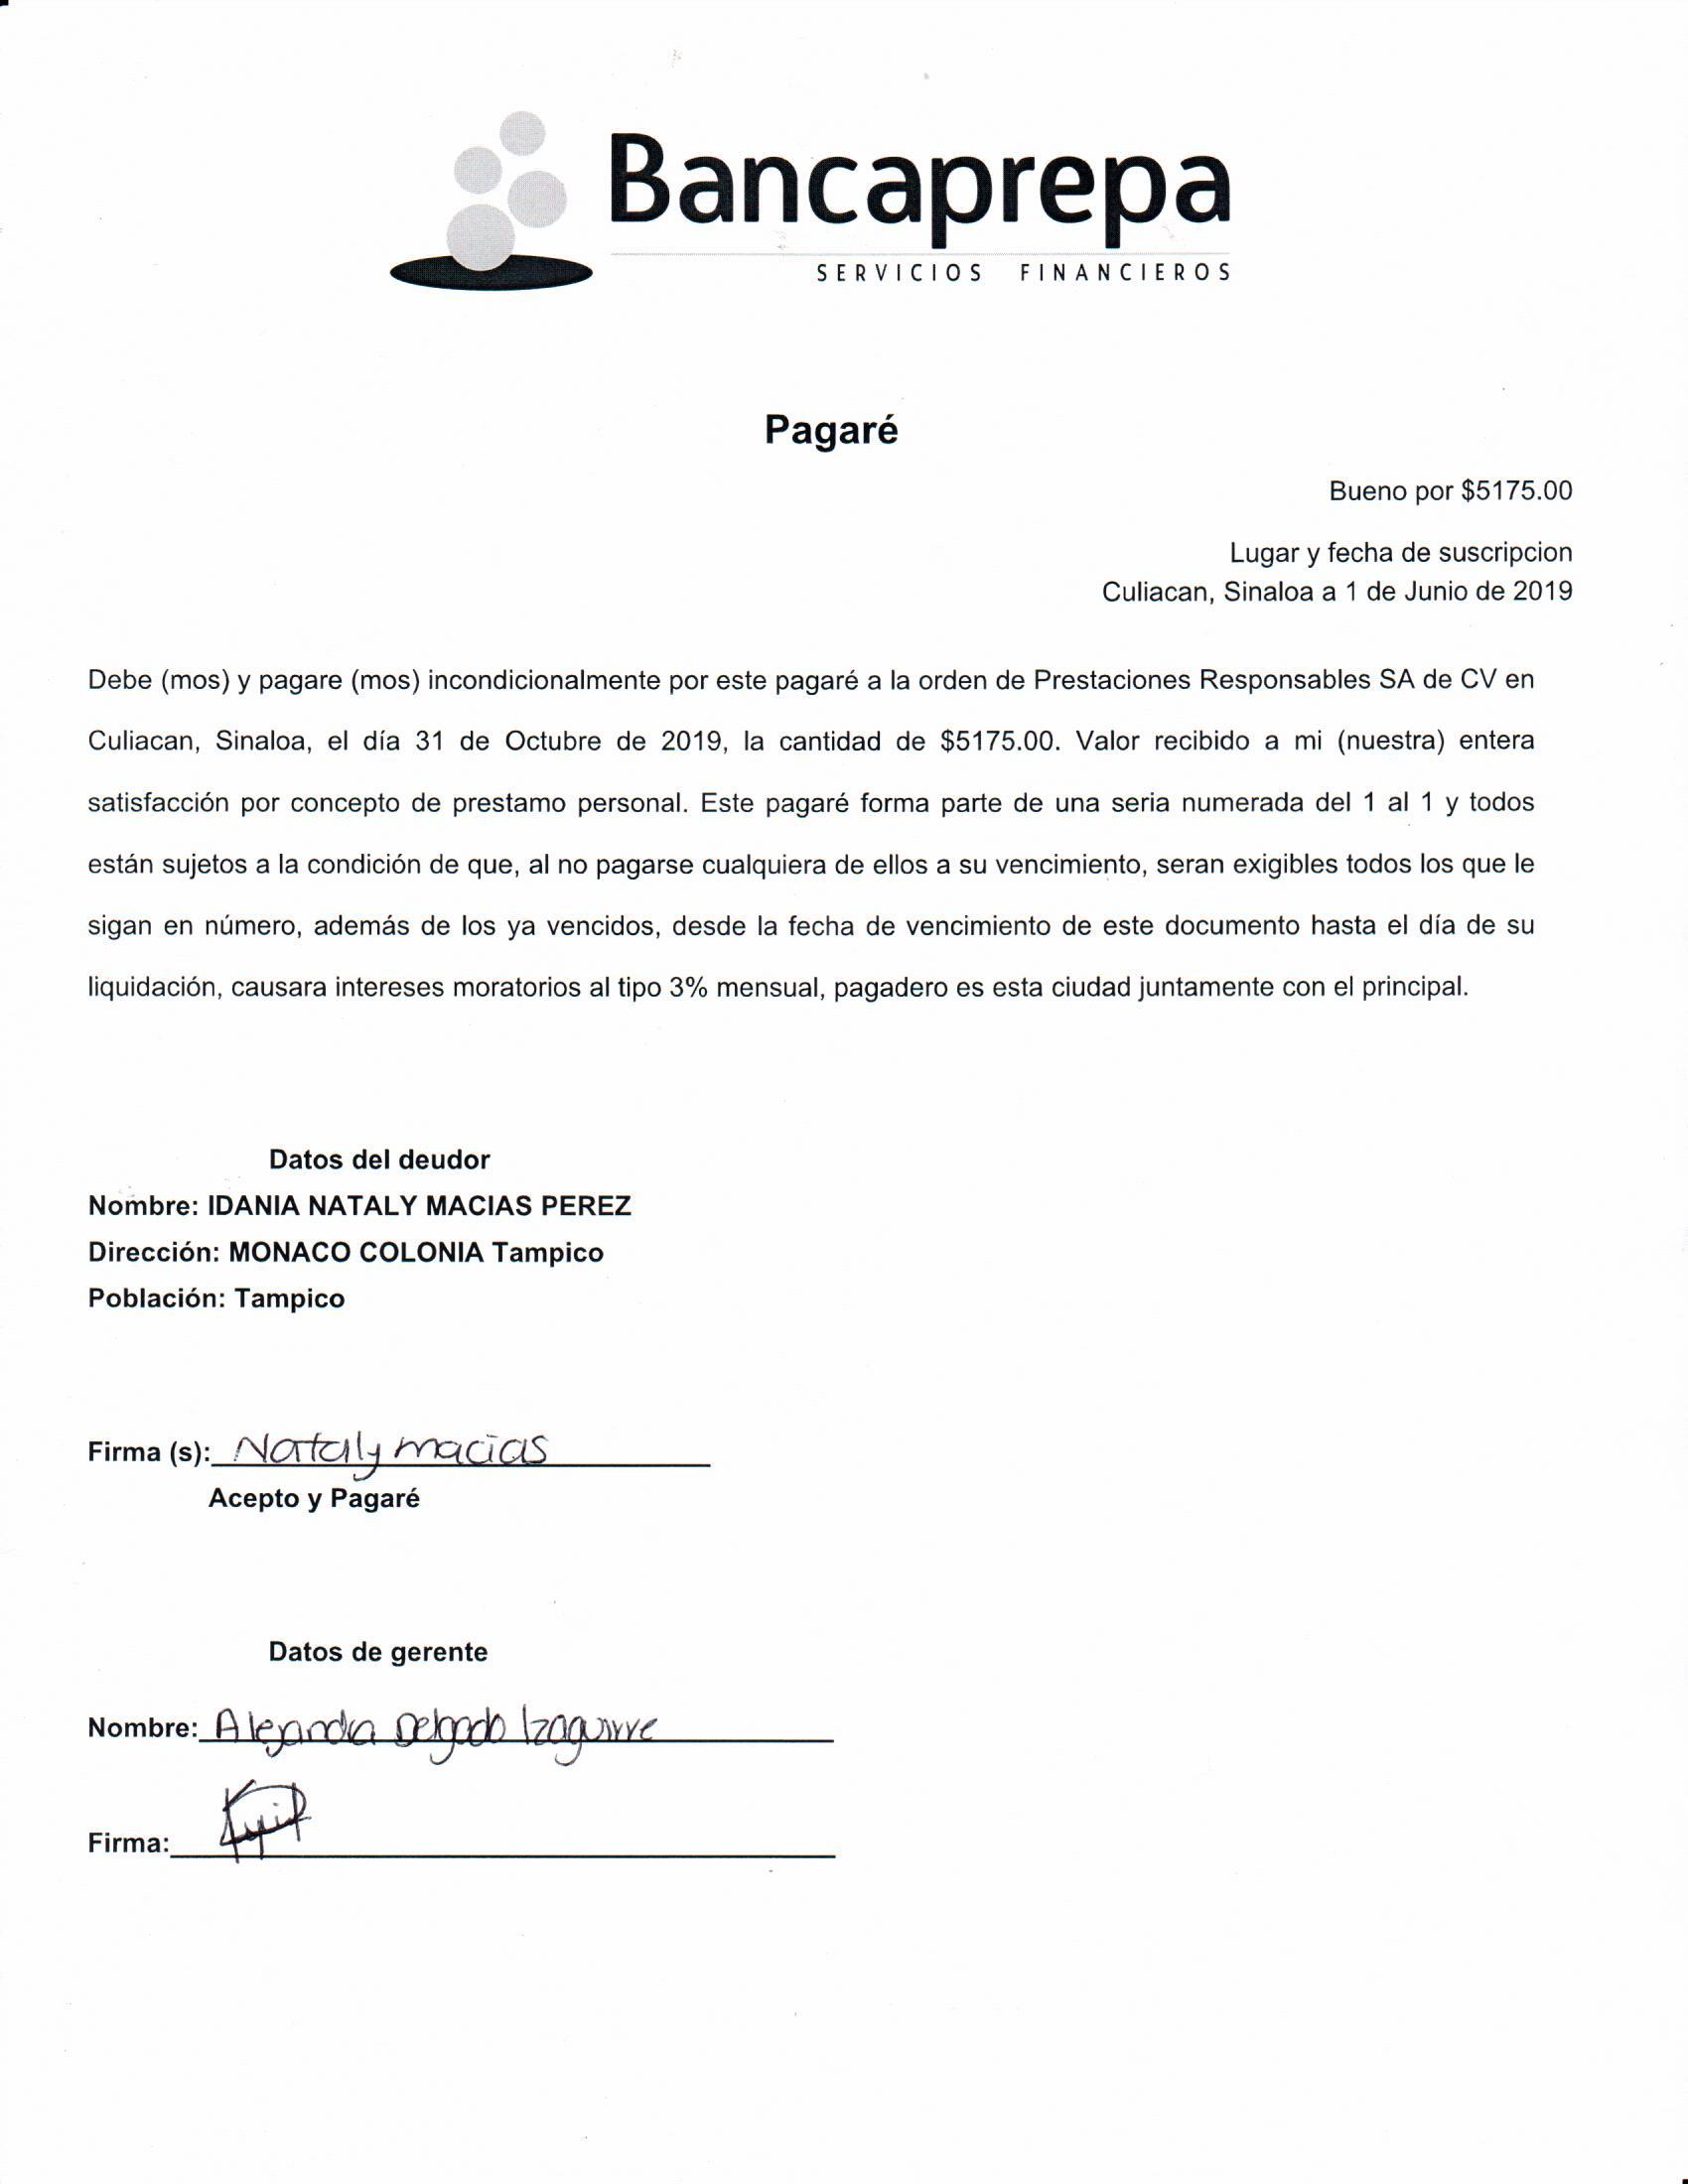 Bancaprepa
SERVICIOS FINANCIEROS
Pagaré
Bueno por $5175.00
Lugar y fecha de suscripcion
Culiacan, Sinaloa a 1 de Junio de 2019
Debe (mos) y pagare (mos) incondicionalmente por este pagaré a la orden de Prestaciones Responsables SA de CV en
Culiacan, Sinaloa, el día 31 de Octubre de 2019, la cantidad de $5175.00. Valor recibido a mi (nuestra) entera
satisfacción por concepto de prestamo personal. Este pagaré forma parte de una seria numerada del 1 al 1 y todos
están sujetos a la condición de que, al no pagarse cualquiera de ellos a su vencimiento, seran exigibles todos los que le
sigan en número, además de los ya vencidos, desde la fecha de vencimiento de este documento hasta el día de su
liquidación, causara intereses moratorios al tipo 3% mensual, pagadero es esta ciudad juntamente con el principal.
Datos del deudor
Nombre: IDANIA NATALY MACIAS PEREZ
Dirección: MONACO COLONIA Tampico
Población: Tampico
Firma (s): Nataly macias
Acepto y Pagaré
Datos de gerente
Nombre: Alejandra Delgado Izaguirre
Firma: